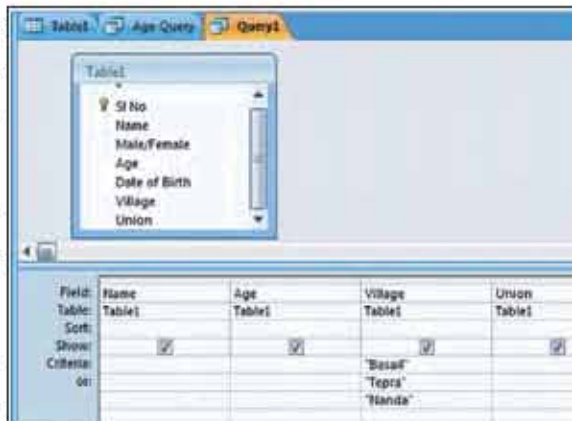 Table1 Age Query Query1
Table1
*
Sl No
Name
Male/Female
Age
Date of Birth
Village
Union
Field: Name Age Village Union
Table: Table1 Table1 Table1 Table1
Sort:
Show:
Criteria: "Basail"
or: "Tepra"
"Nanda"